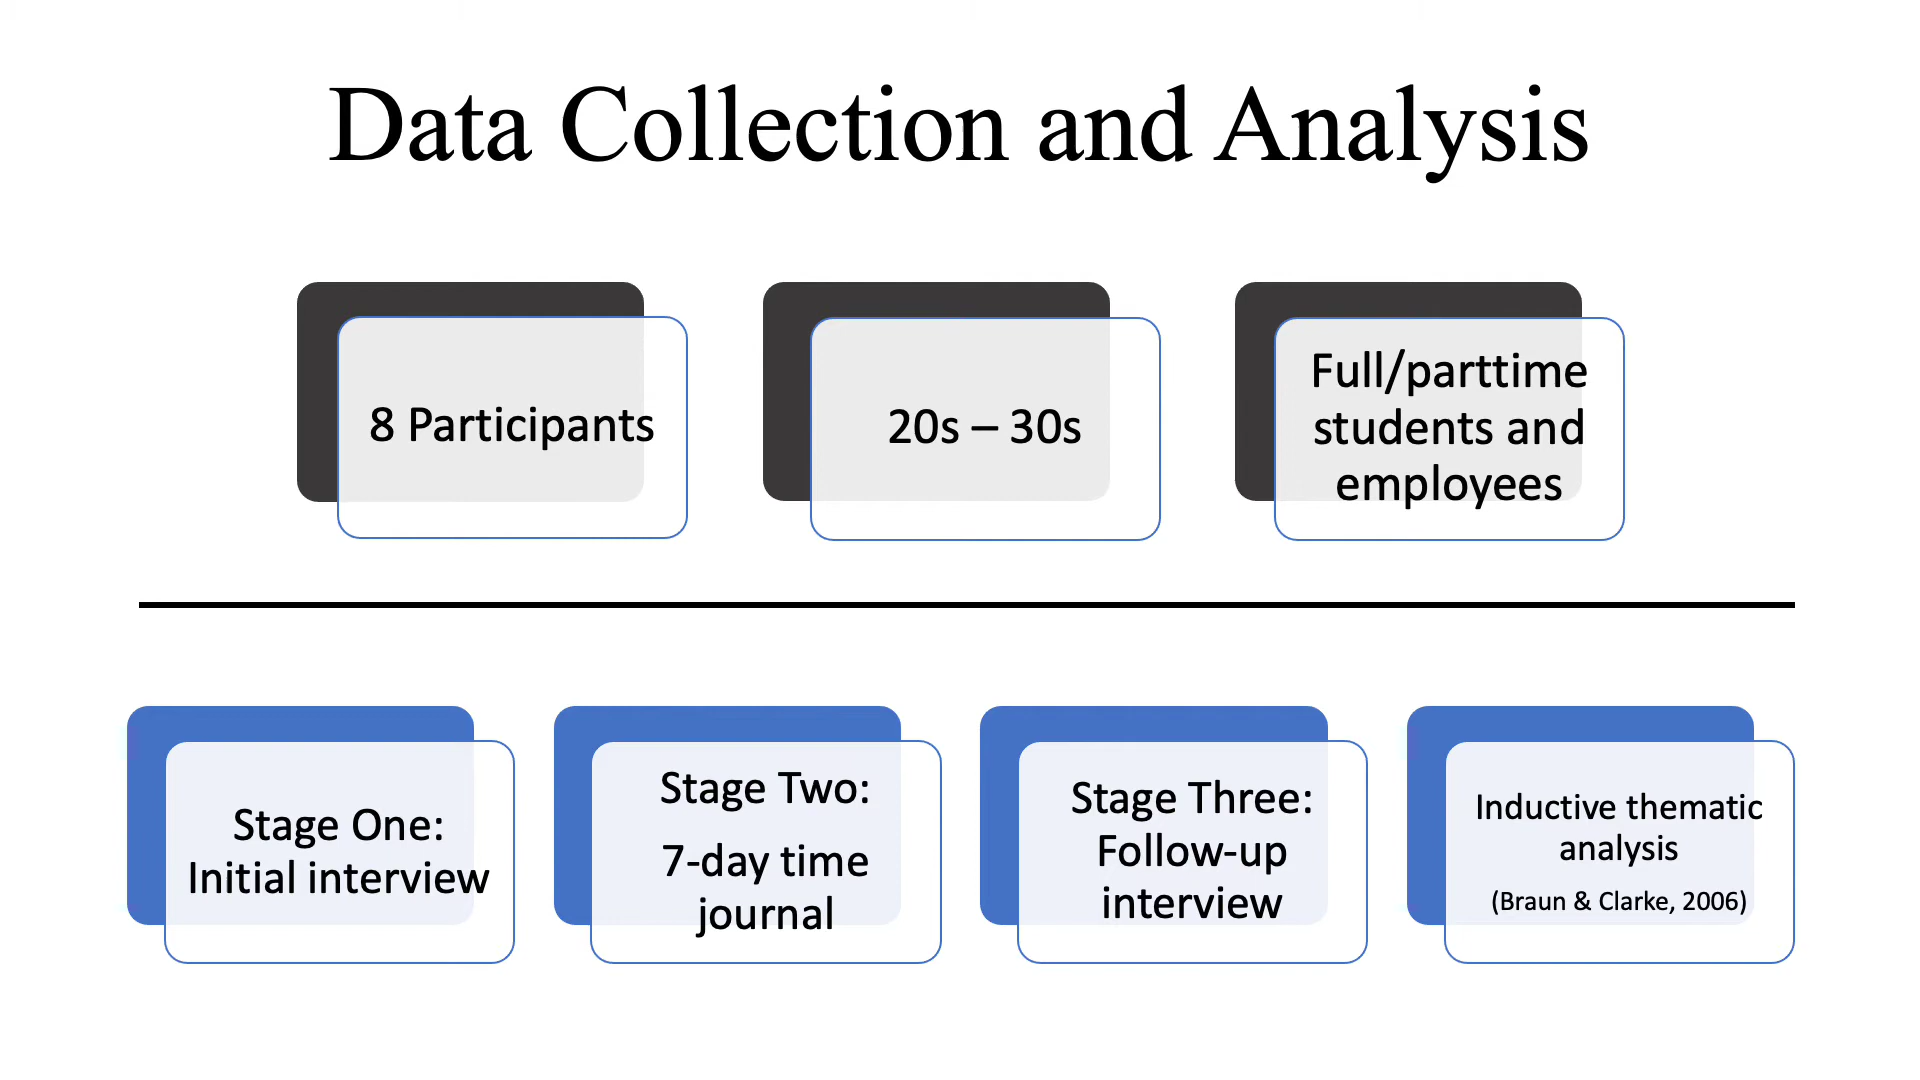 Data Collection and Analysis
8 Participants
20s – 30s
Full/parttime
students and
employees
Stage One:
Initial interview
Stage Two:
7-day time
journal
Stage Three:
Follow-up
interview
Inductive thematic
analysis
(Braun & Clarke, 2006)